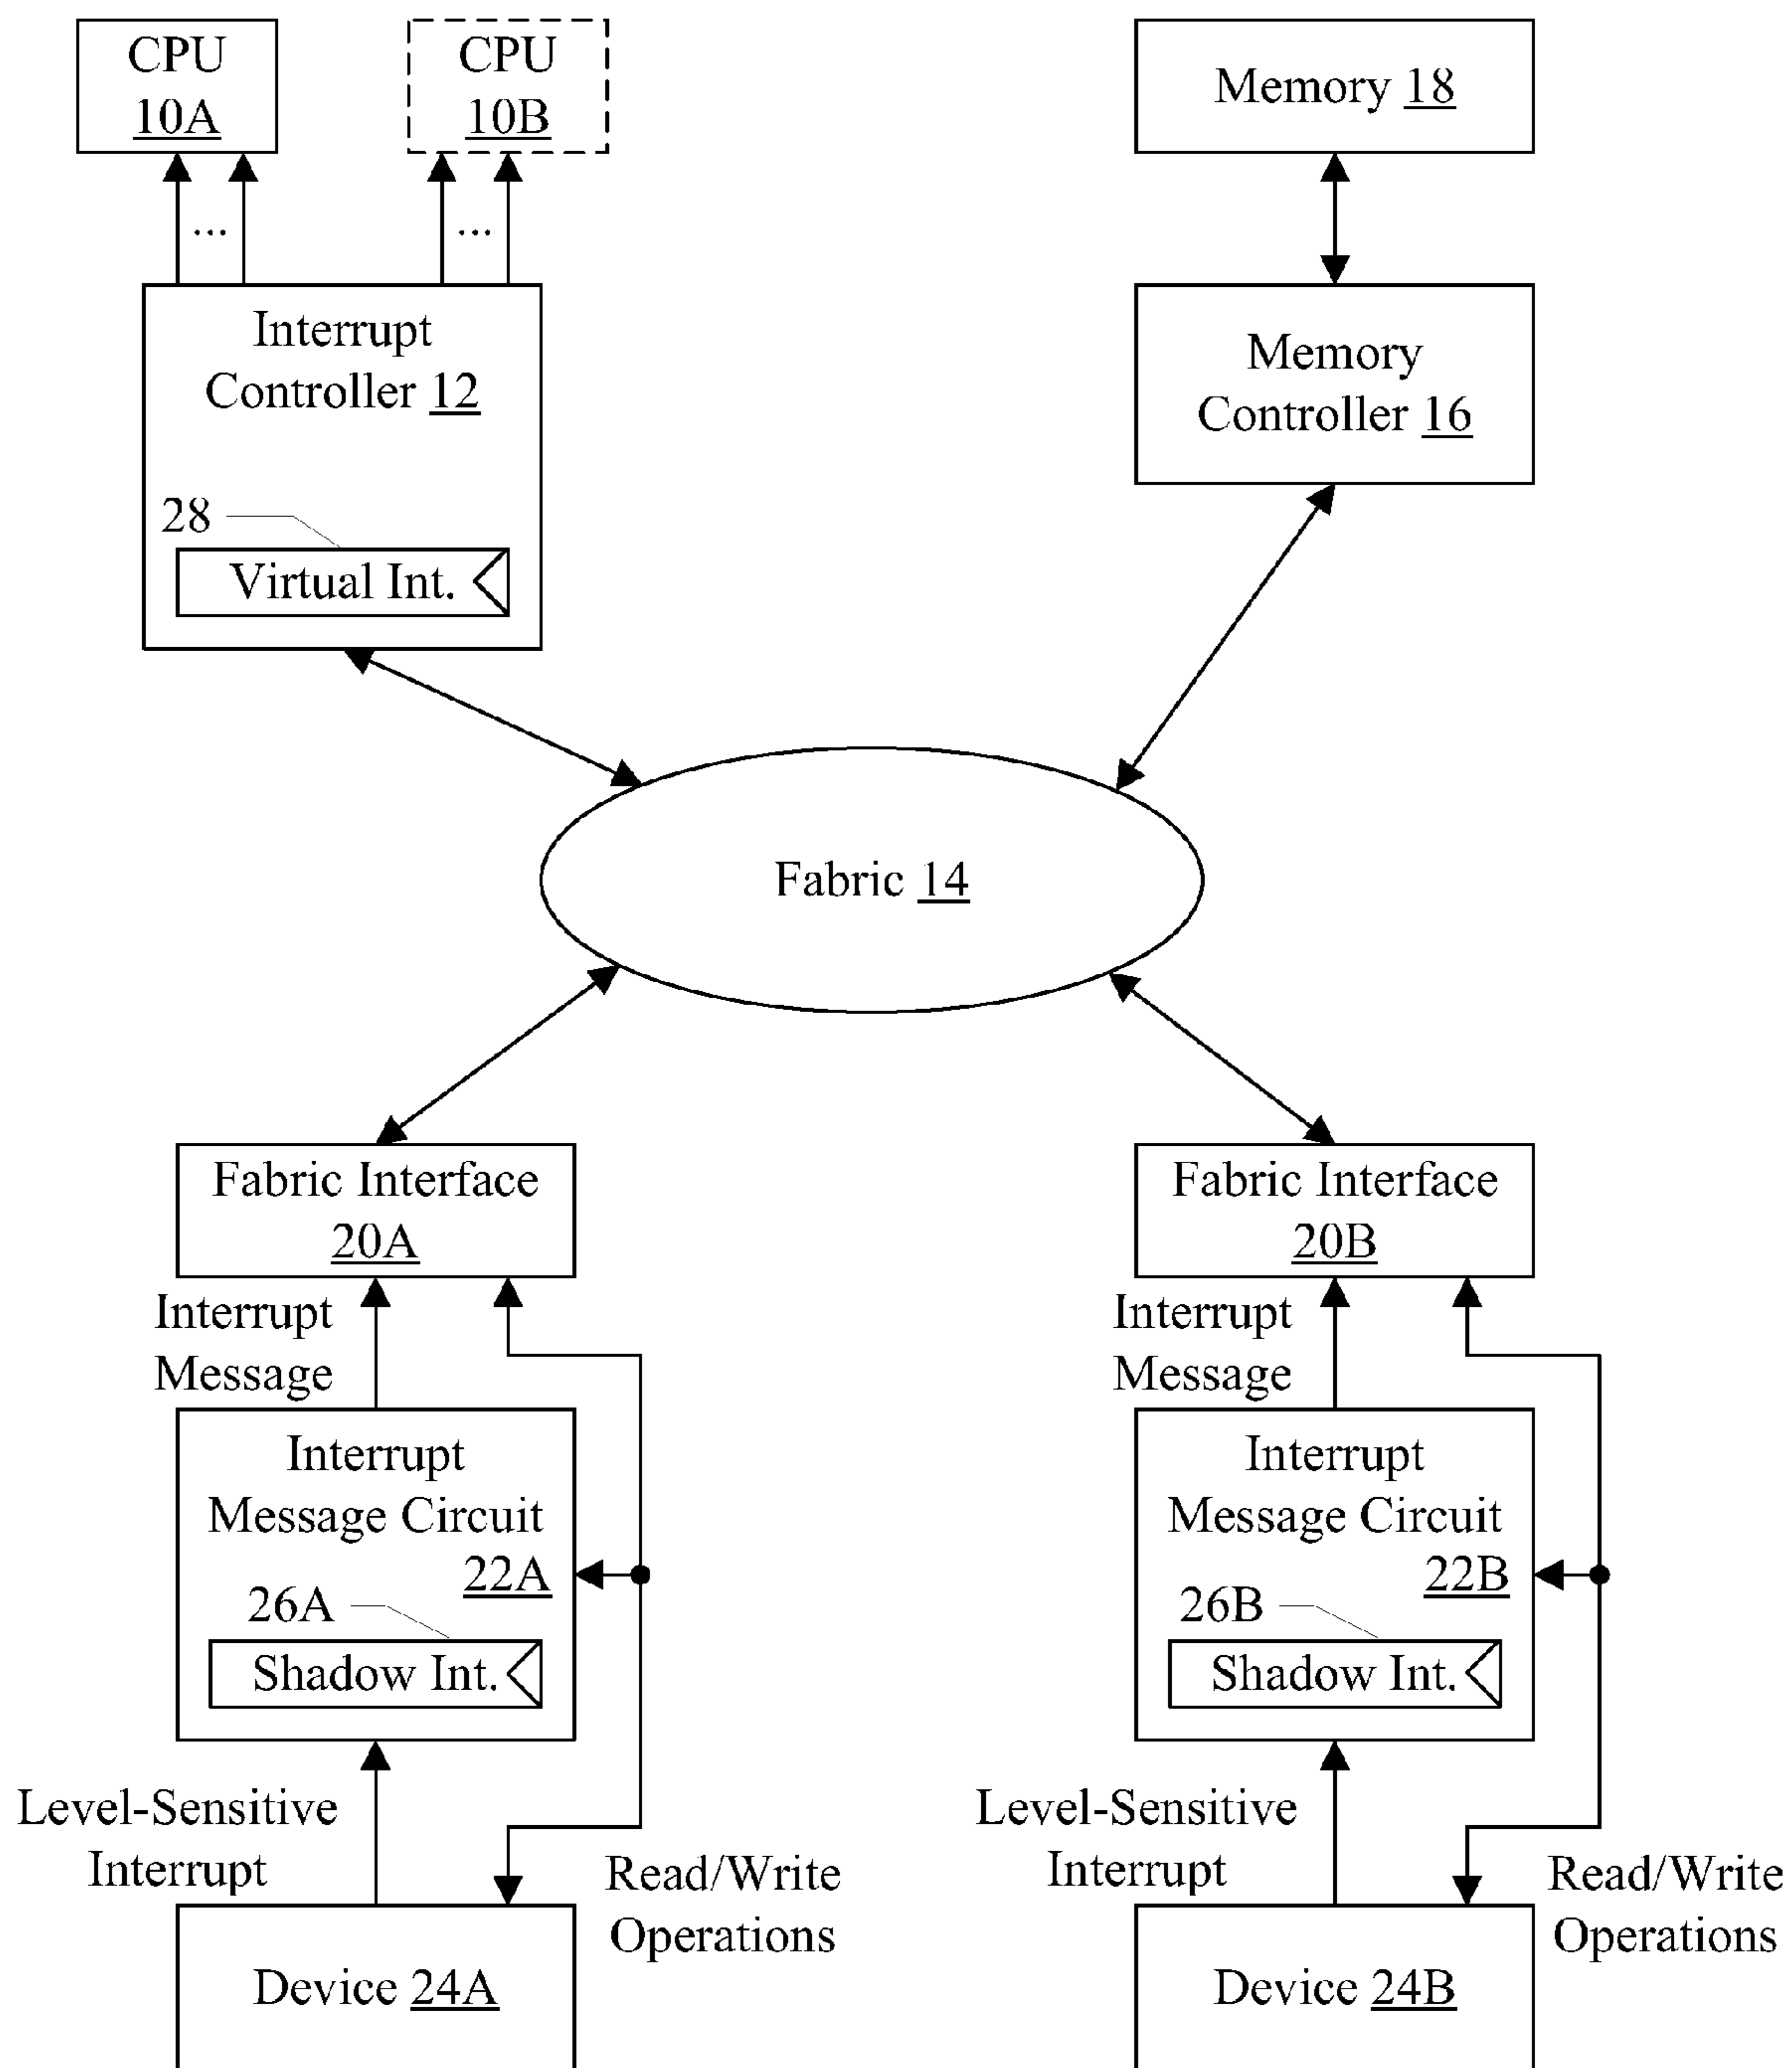 CPU
10A
CPU
10B
Memory 18
...
...
Interrupt
Controller 12
Memory
Controller 16
28
Virtual Int.
Fabric 14
Fabric Interface
20A
Fabric Interface
20B
Interrupt
Message
Interrupt
Message
Interrupt
Message Circuit
22A
26A
Shadow Int.
Interrupt
Message Circuit
22B
26B
Shadow Int.
Level-Sensitive
Interrupt
Read/Write
Operations
Level-Sensitive
Interrupt
Read/Write
Operations
Device 24A
Device 24B